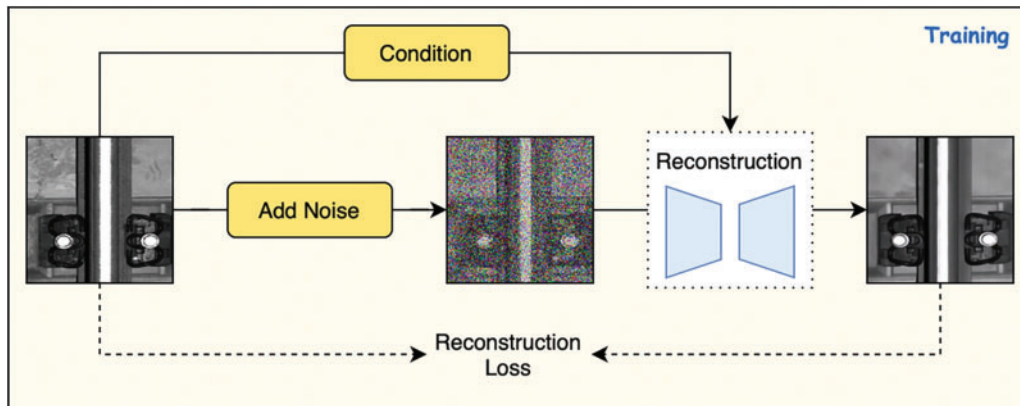 Training
Condition
Reconstruction
Add Noise
Reconstruction
Loss